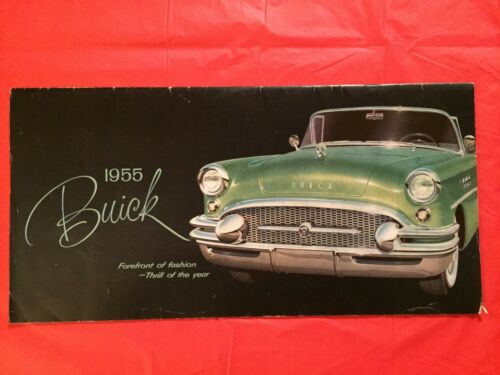 1955
Buick
Forefront of fashion
—Thrill of the year
BUICK